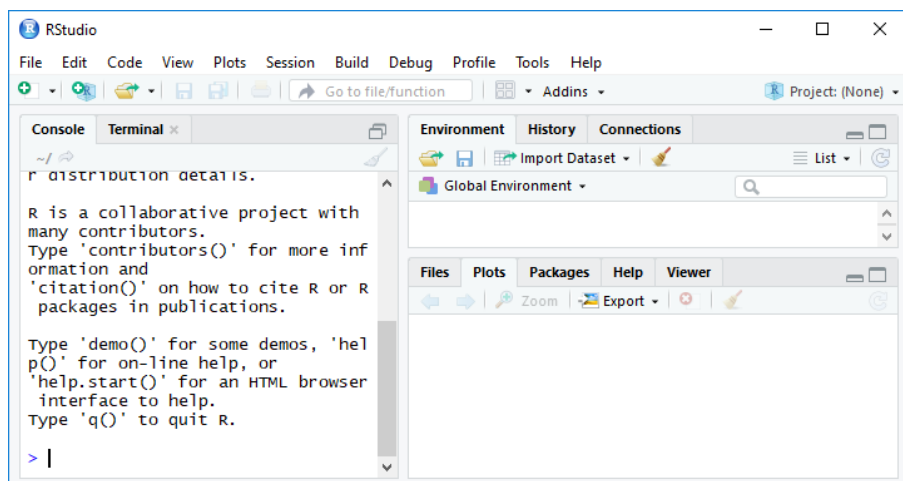 RStudio
File Edit Code View Plots Session Build Debug Profile Tools Help
Go to file/function Addins Project: (None)
Console Terminal
~/
r distribution details.
R is a collaborative project with
many contributors.
Type 'contributors()' for more inf
ormation and
'citation()' on how to cite R or R
packages in publications.
Type 'demo()' for some demos, 'hel
p()' for on-line help, or
'help.start()' for an HTML browser
interface to help.
Type 'q()' to quit R.
>
Environment History Connections
Import Dataset List
Global Environment
Files Plots Packages Help Viewer
Zoom Export